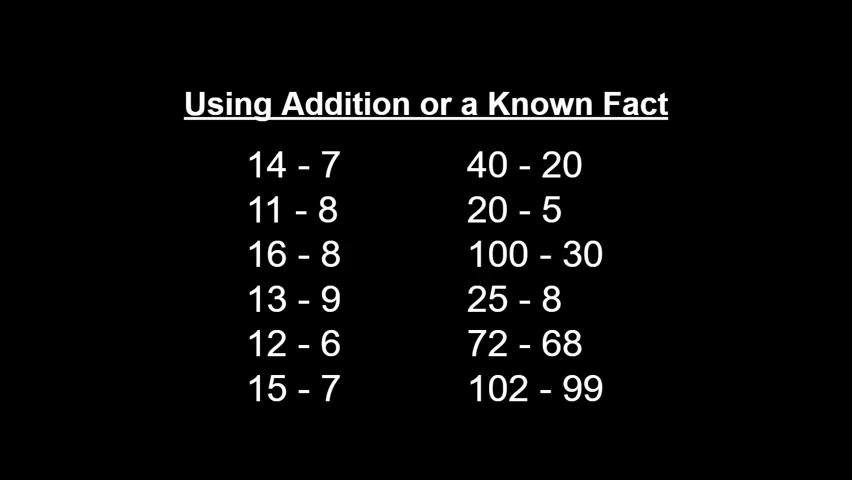 Using Addition or a Known Fact
14 - 7 40 - 20
11 - 8 20 - 5
16 - 8 100 - 30
13 - 9 25 - 8
12 - 6 72 - 68
15 - 7 102 - 99